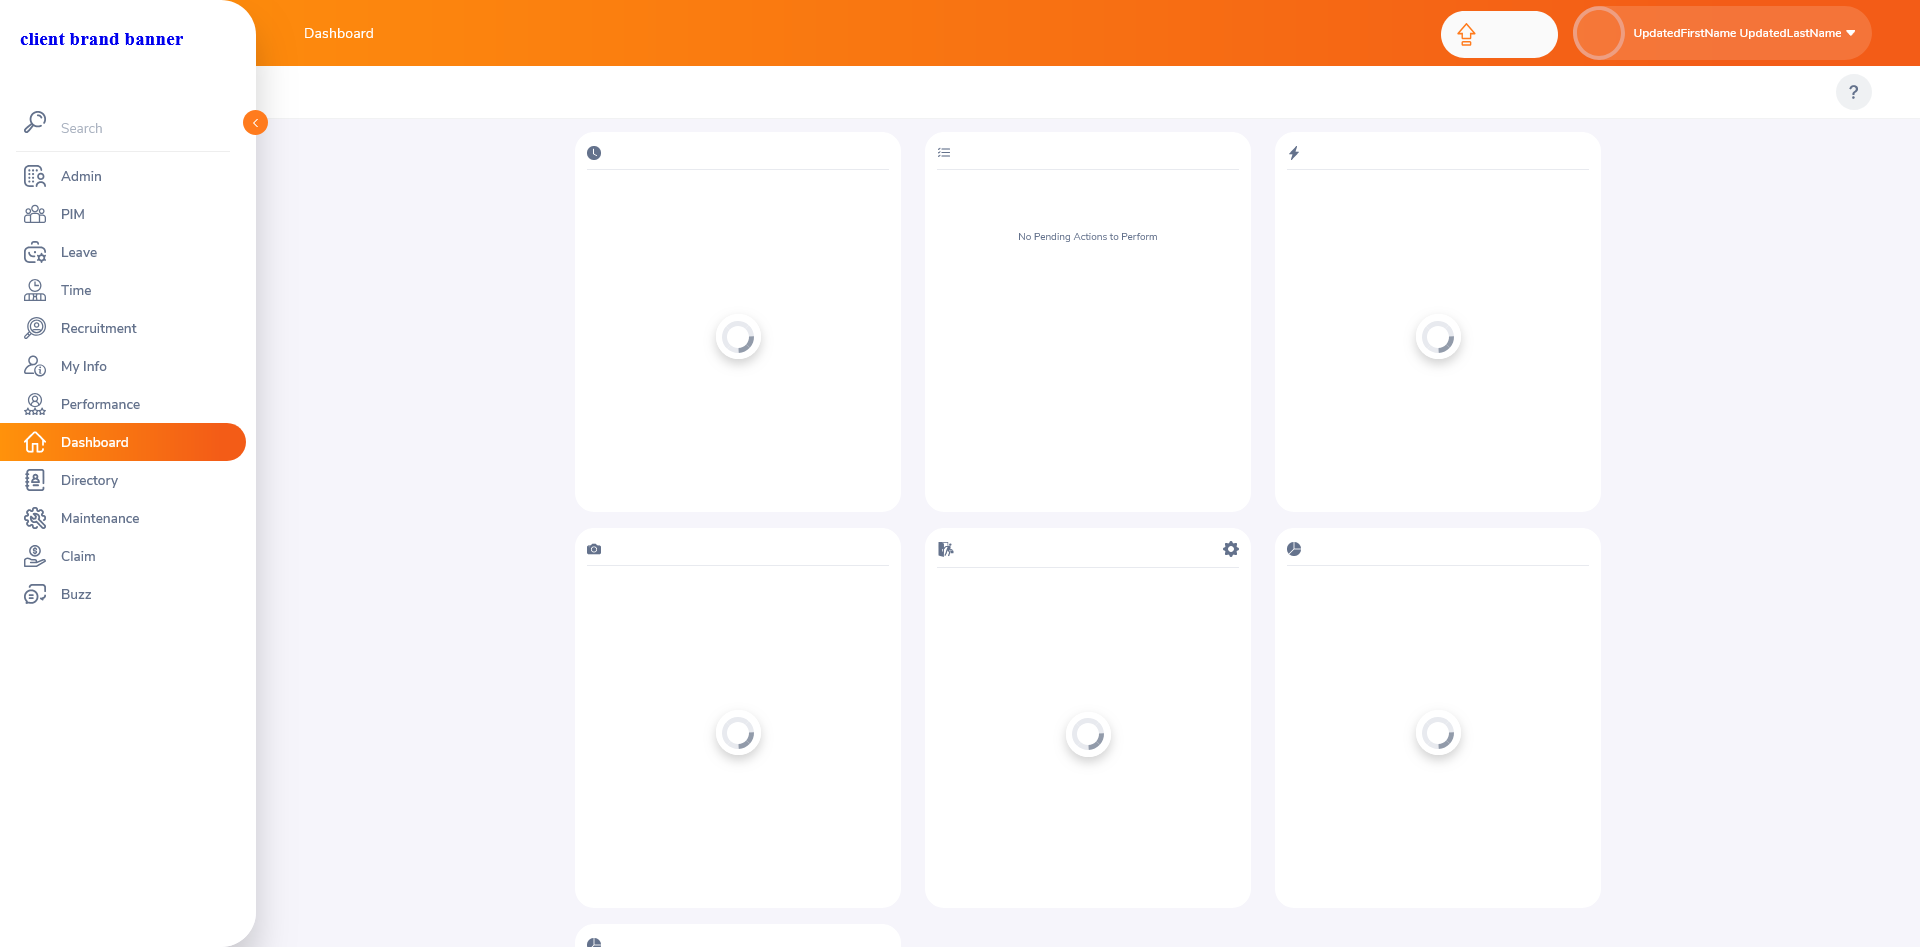 client brand banner
Dashboard
UpdatedFirstName UpdatedLastName
?
Search
Admin
PIM
Leave
Time
Recruitment
My Info
Performance
Dashboard
Directory
Maintenance
Claim
Buzz
No Pending Actions to Perform